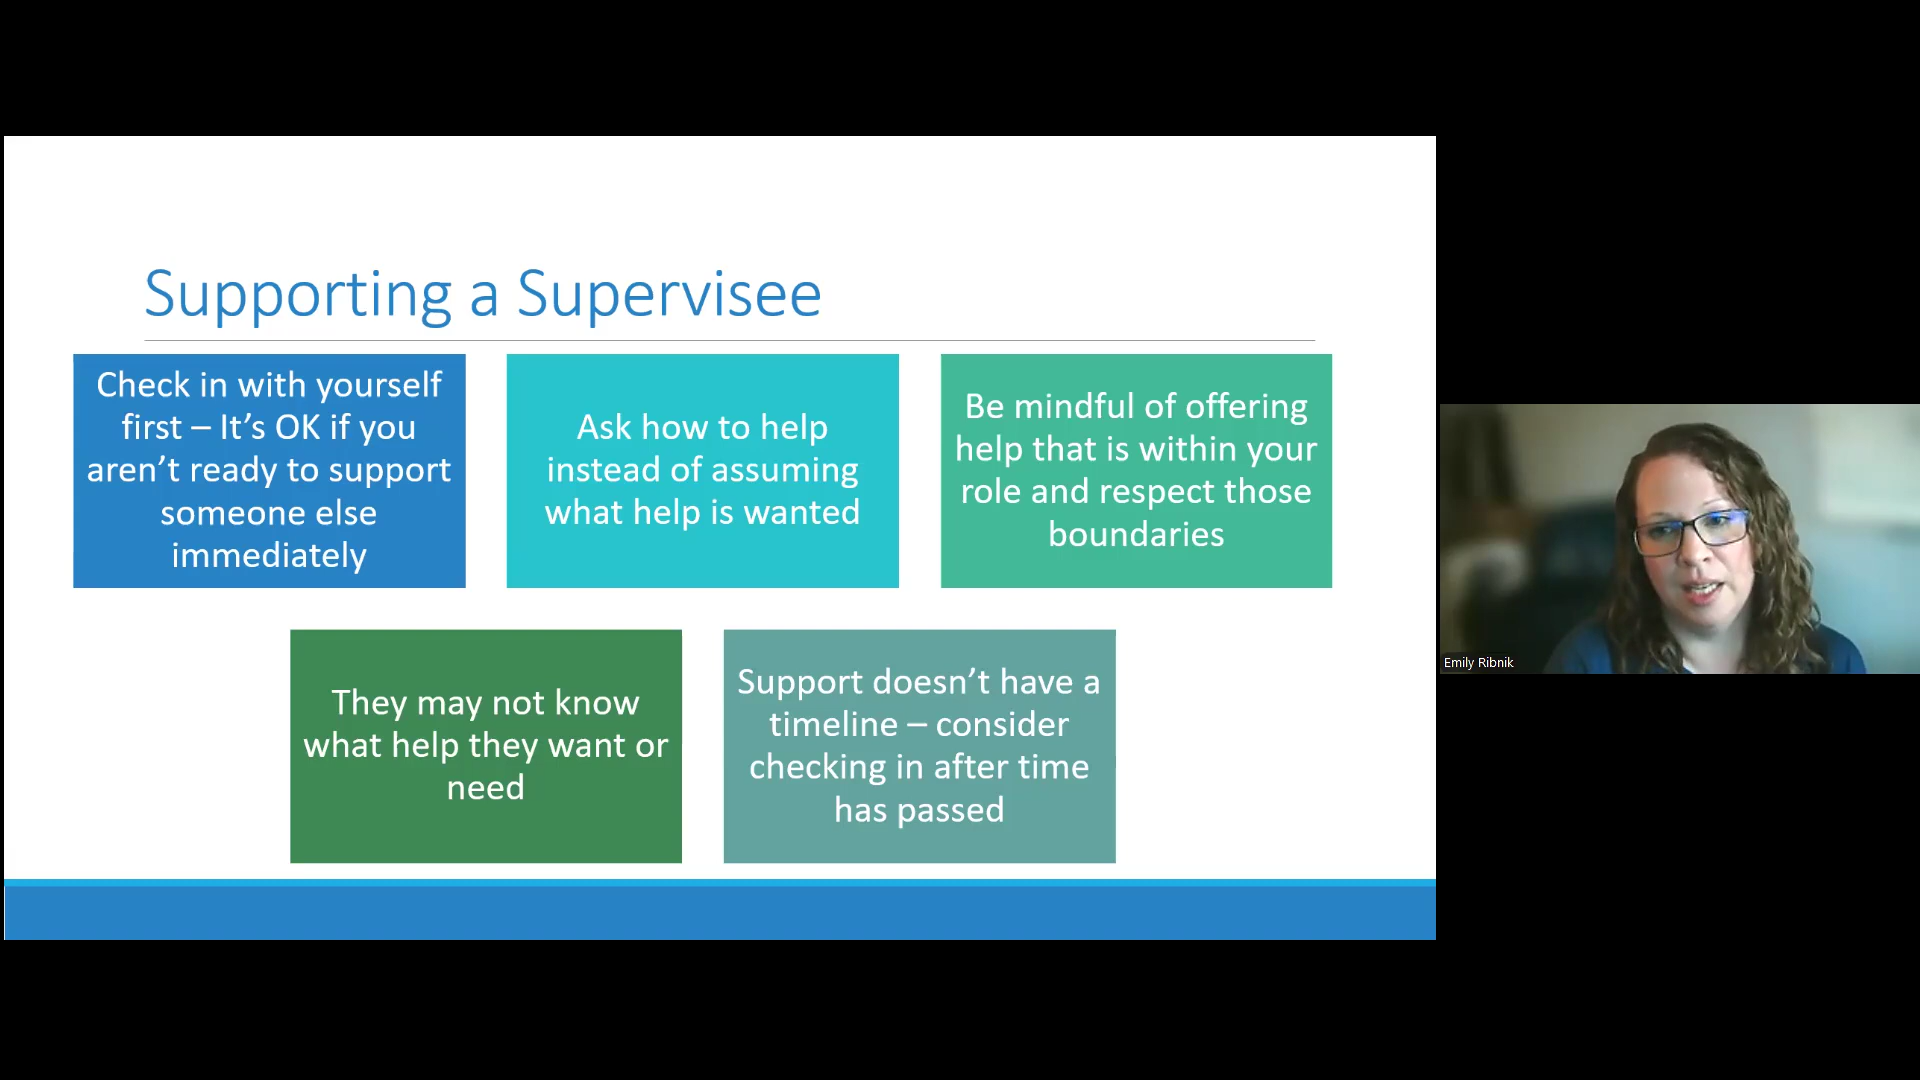 Supporting a Supervisee
Check in with yourself
first – It’s OK if you
aren’t ready to support
someone else
immediately
Ask how to help
instead of assuming
what help is wanted
Be mindful of offering
help that is within your
role and respect those
boundaries
They may not know
what help they want or
need
Support doesn’t have a
timeline – consider
checking in after time
has passed
Emily Ribnik